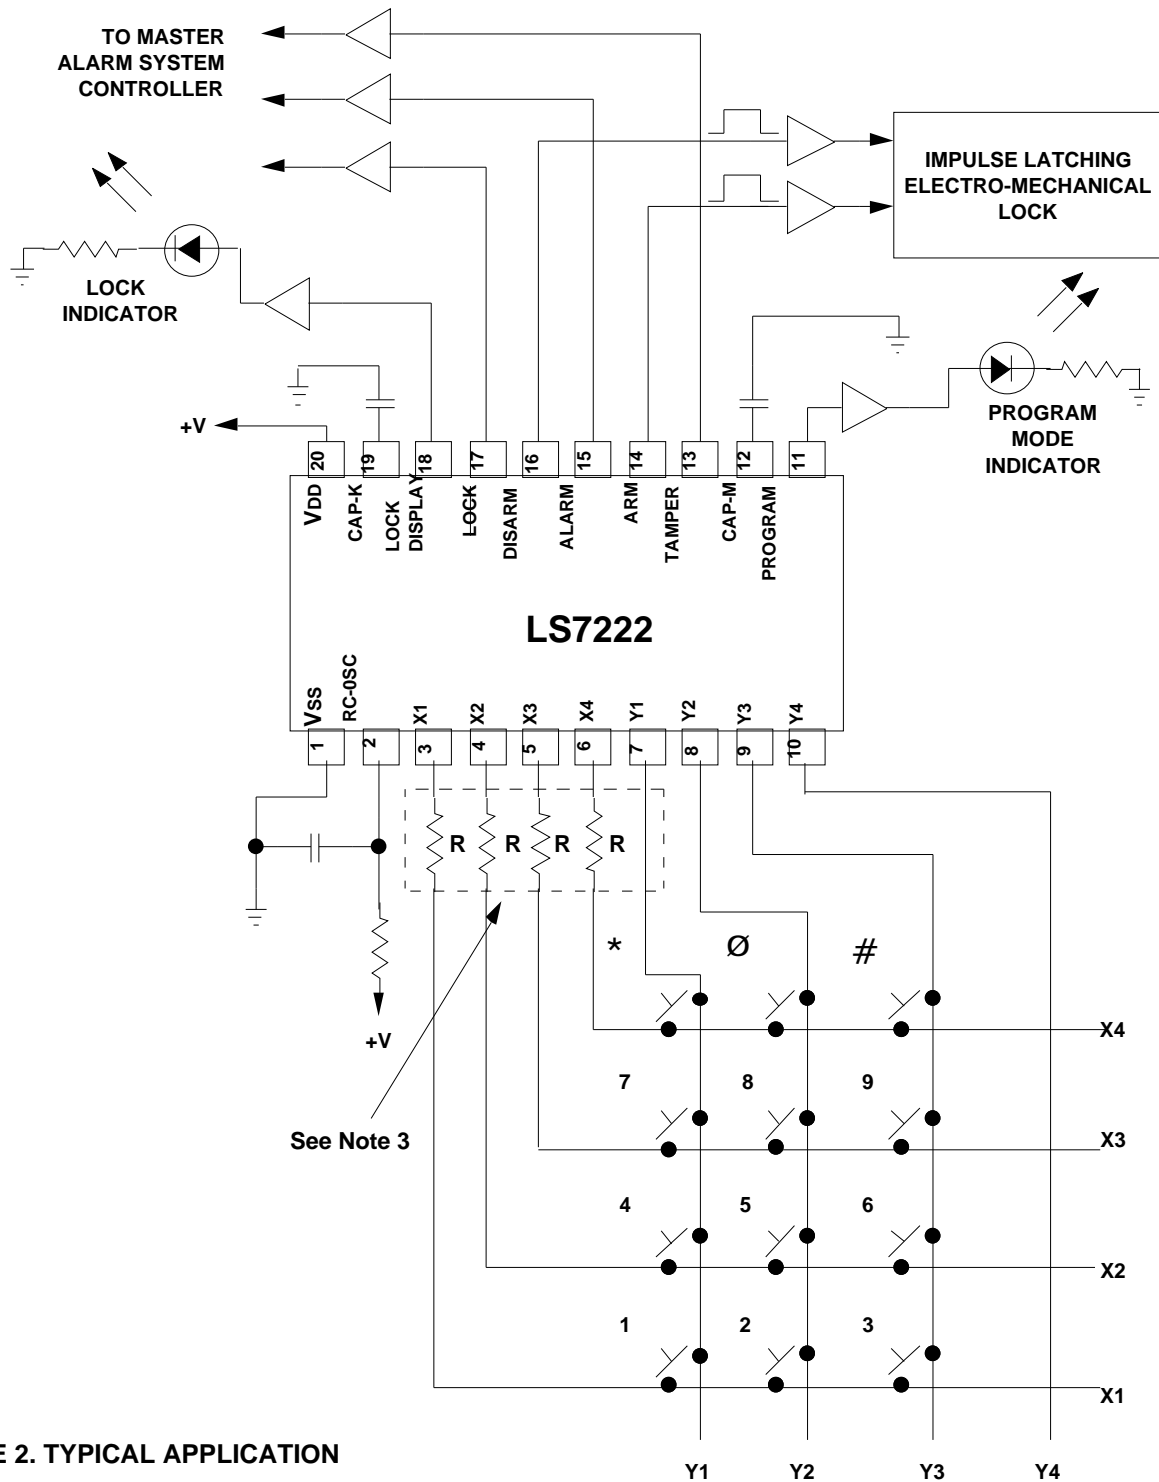 TO MASTER
ALARM SYSTEM
CONTROLLER
IMPULSE LATCHING
ELECTRO-MECHANICAL
LOCK
LOCK
INDICATOR
PROGRAM
MODE
INDICATOR
+V
20
19
18
17
16
15
14
13
12
11
VDD
CAP-K
LOCK
DISPLAY
LOCK
DISARM
ALARM
ARM
TAMPER
CAP-M
PROGRAM
LS7222
VSS
RC-0SC
X1
X2
X3
X4
Y1
Y2
Y3
Y4
1
2
3
4
5
6
7
8
9
10
R R R R
* Ø #
X4
+V
7 8 9
See Note 3
X3
4 5 6
X2
1 2 3
X1
E 2. TYPICAL APPLICATION
Y1 Y2 Y3 Y4